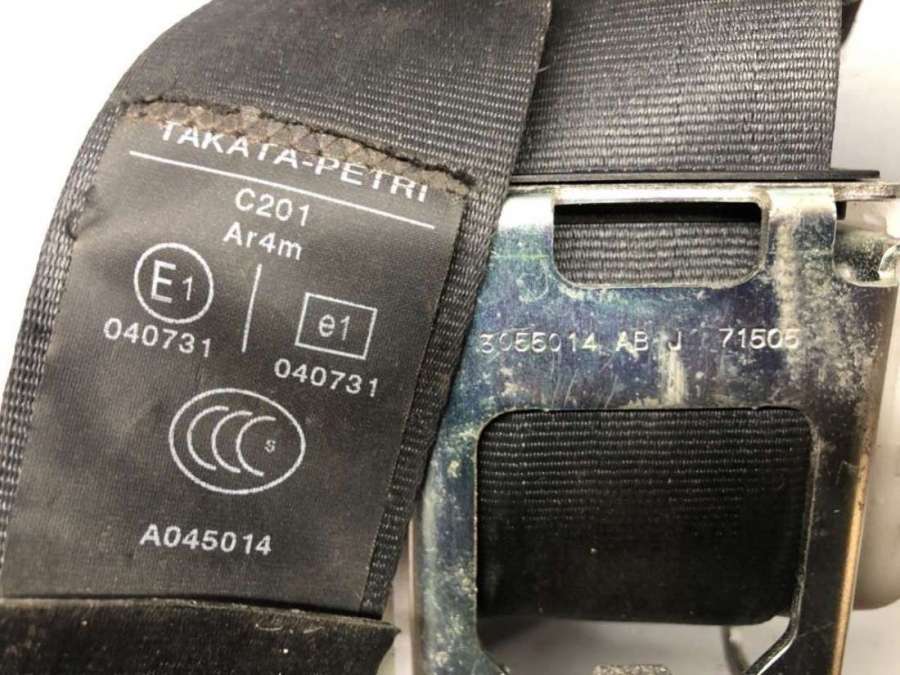 TAKATA-PETRI
C201
Ar4m
E1
040731
e1
040731
CCC S
A045014
3055014 AB J 71505